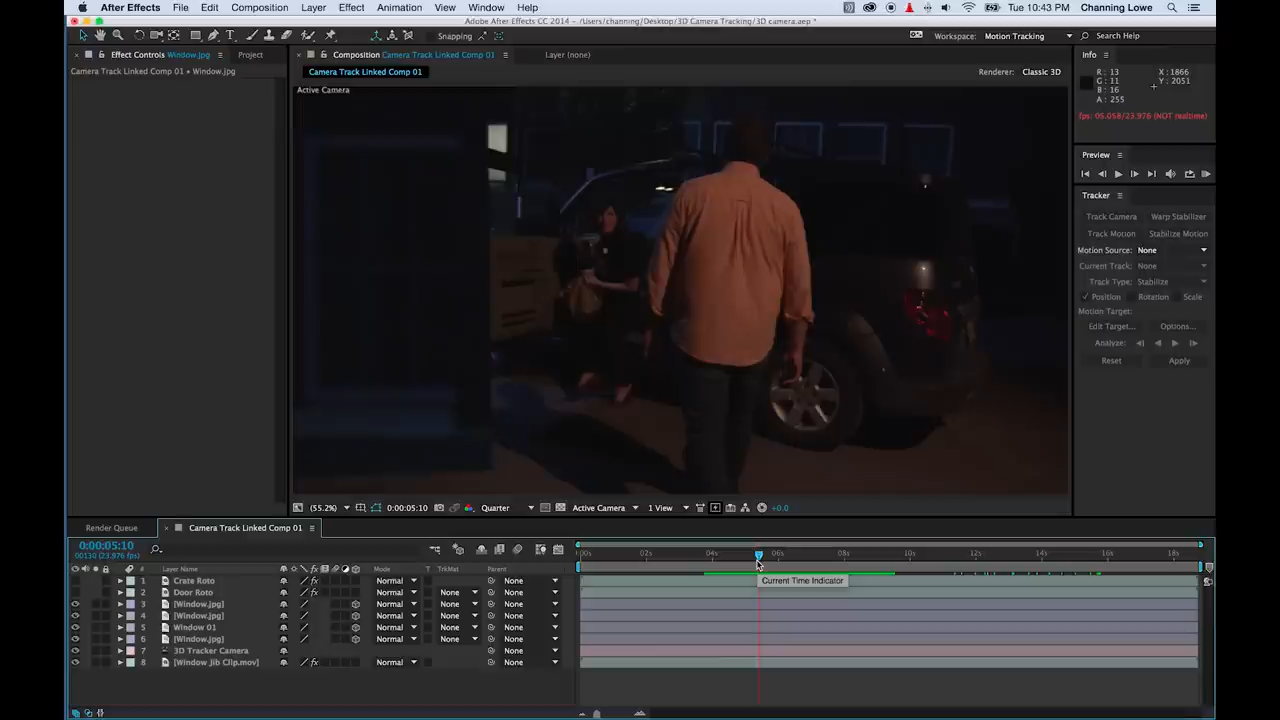 After Effects File Edit Composition Layer Effect Animation View Window Help Tue 10:43 PM Channing Lowe
Adobe After Effects CC 2014 - /Users/channing/Desktop/3D Camera Tracking/3D camera.aep *
Snapping Workspace: Motion Tracking Search Help
Effect Controls Window.jpg Project Composition Camera Track Linked Comp 01 Layer (none) Info
Camera Track Linked Comp 01 • Window.jpg Camera Track Linked Comp 01 Renderer: Classic 3D
Active Camera
R : 13 X : 1866
G : 11 Y : 2051
B : 16
A : 255
fps: 05.058/23.976 (NOT realtime)
Preview
Tracker
Track Camera Warp Stabilizer
Track Motion Stabilize Motion
Motion Source: None
Current Track: None
Track Type: Stabilize
Position Rotation Scale
Motion Target:
Edit Target... Options...
Analyze:
Reset Apply
(55.2%) 0:00:05:10 Quarter Active Camera 1 View +0.0
Render Queue Camera Track Linked Comp 01
0:00:05:10
00130 (23.976 fps) :00s 02s 04s 06s 08s 10s 12s 14s 16s 18s
# Layer Name Mode T TrkMat Parent
1 Crate Roto Normal None Current Time Indicator
2 Door Roto Normal None None
3 [Window.jpg] Normal None None
4 [Window.jpg] Normal None None
5 Window 01 Normal None None
6 [Window.jpg] Normal None None
7 3D Tracker Camera None
8 [Window Jib Clip.mov] Normal None